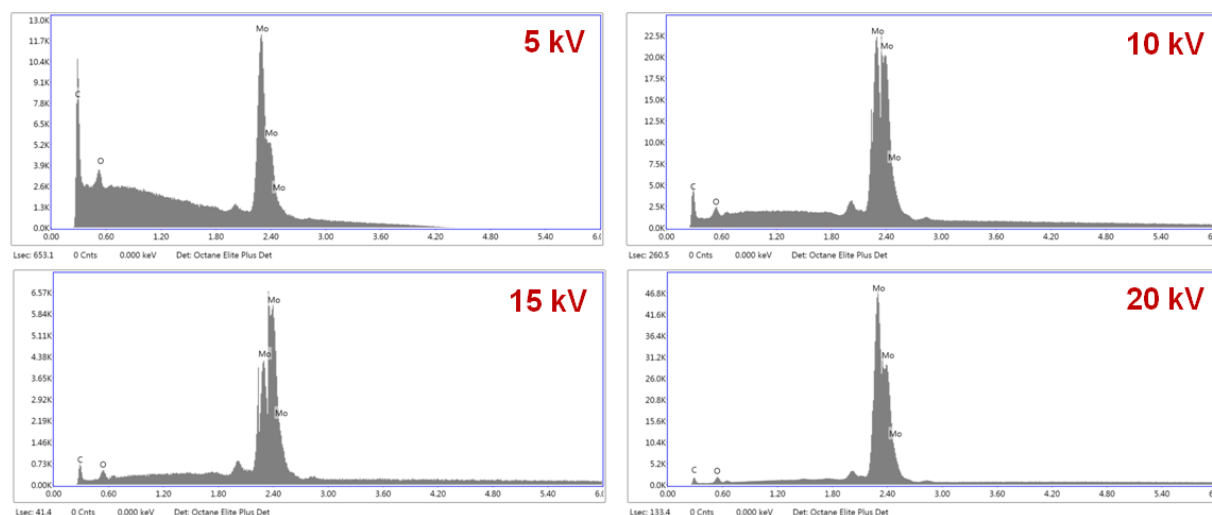 5 kV
13.0K
11.7K
10.4K
9.1K
7.8K
6.5K
5.2K
3.9K
2.6K
1.3K
0.0K
C
O
Mo
Mo
Mo
0.00 0.60 1.20 1.80 2.40 3.00 3.60 4.20 4.80 5.40 6.0
Lsec: 653.1 0 Cnts 0.000 keV Det: Octane Elite Plus Det
10 kV
22.5K
20.0K
17.5K
15.0K
12.5K
10.0K
7.5K
5.0K
2.5K
0.0K
C
O
Mo
Mo
Mo
0.00 0.60 1.20 1.80 2.40 3.00 3.60 4.20 4.80 5.40 6.0
Lsec: 260.5 0 Cnts 0.000 keV Det: Octane Elite Plus Det
15 kV
6.57K
5.84K
5.11K
4.38K
3.65K
2.92K
2.19K
1.46K
0.73K
0.00K
C
O
Mo
Mo
Mo
0.00 0.60 1.20 1.80 2.40 3.00 3.60 4.20 4.80 5.40 6.0
Lsec: 41.4 0 Cnts 0.000 keV Det: Octane Elite Plus Det
20 kV
46.8K
41.6K
36.4K
31.2K
26.0K
20.8K
15.6K
10.4K
5.2K
0.0K
C
O
Mo
Mo
Mo
0.00 0.60 1.20 1.80 2.40 3.00 3.60 4.20 4.80 5.40 6.0
Lsec: 133.4 0 Cnts 0.000 keV Det: Octane Elite Plus Det